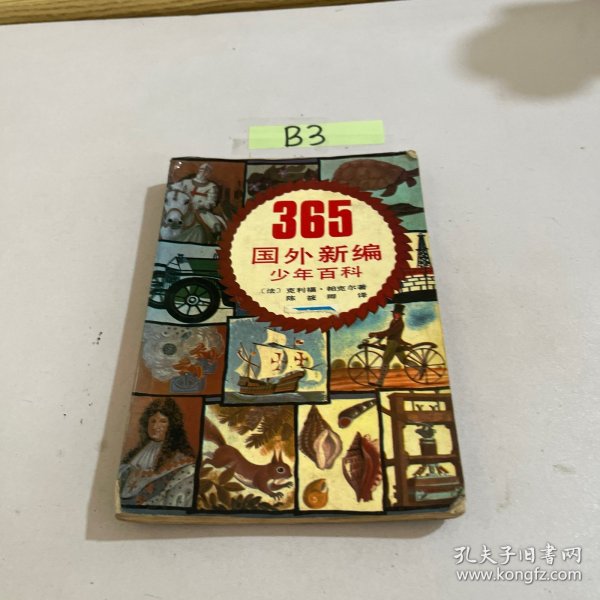 B3
365
国外新编
少年百科
〔法〕克利福·帕克尔著
陈筱卿 译
孔夫子旧书网
www.kongfz.com